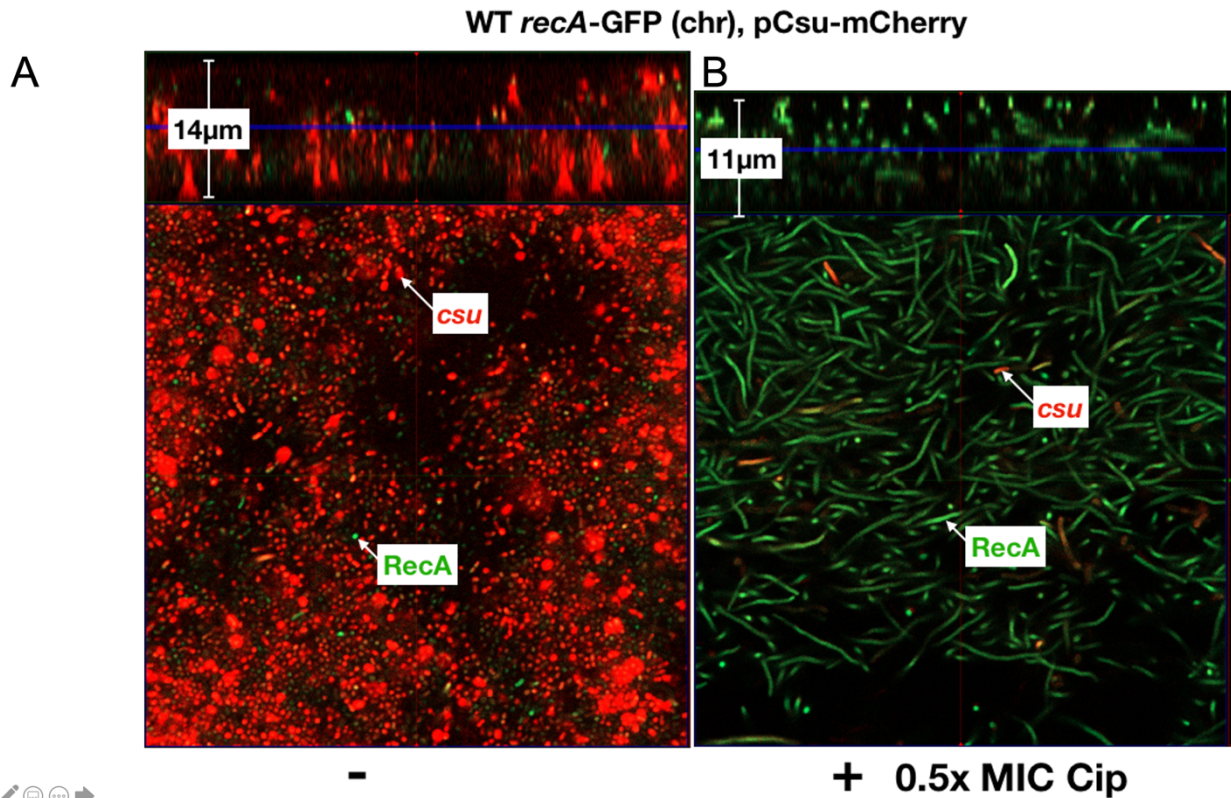 WT recA-GFP (chr), pCsu-mCherry
A
B
14µm
11µm
csu
csu
RecA
RecA
-
+ 0.5x MIC Cip